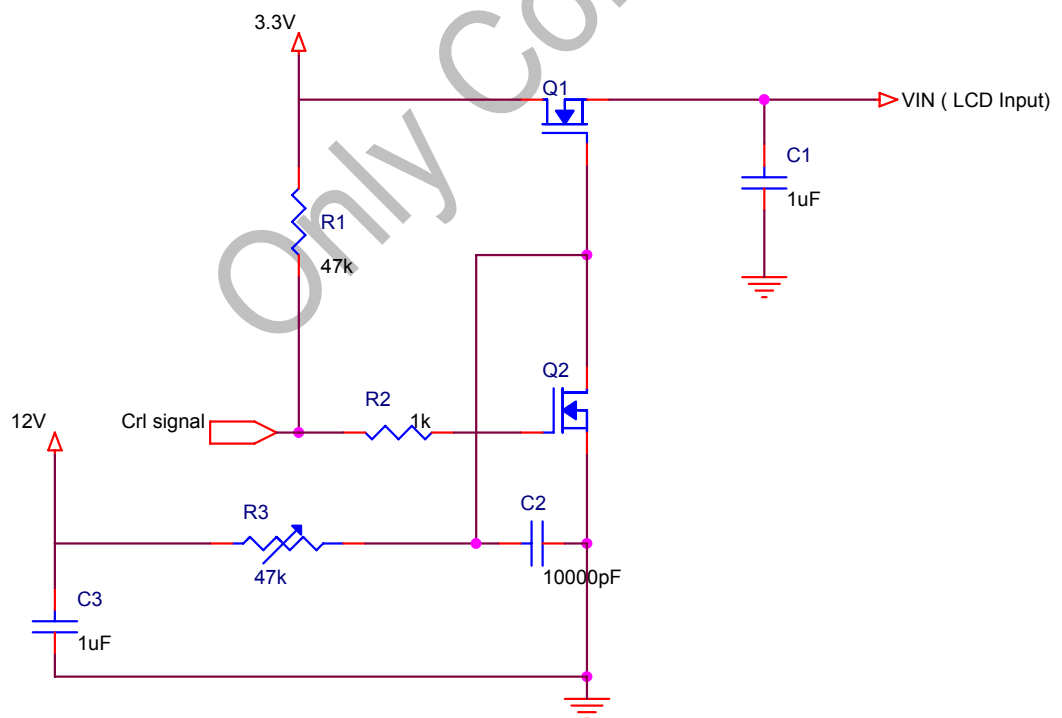 3.3V
Q1
VIN ( LCD Input)
C1
1uF
R1
47k
Only
Q2
R2
1k
12V
Crl signal
R3
47k
C2
10000pF
C3
1uF